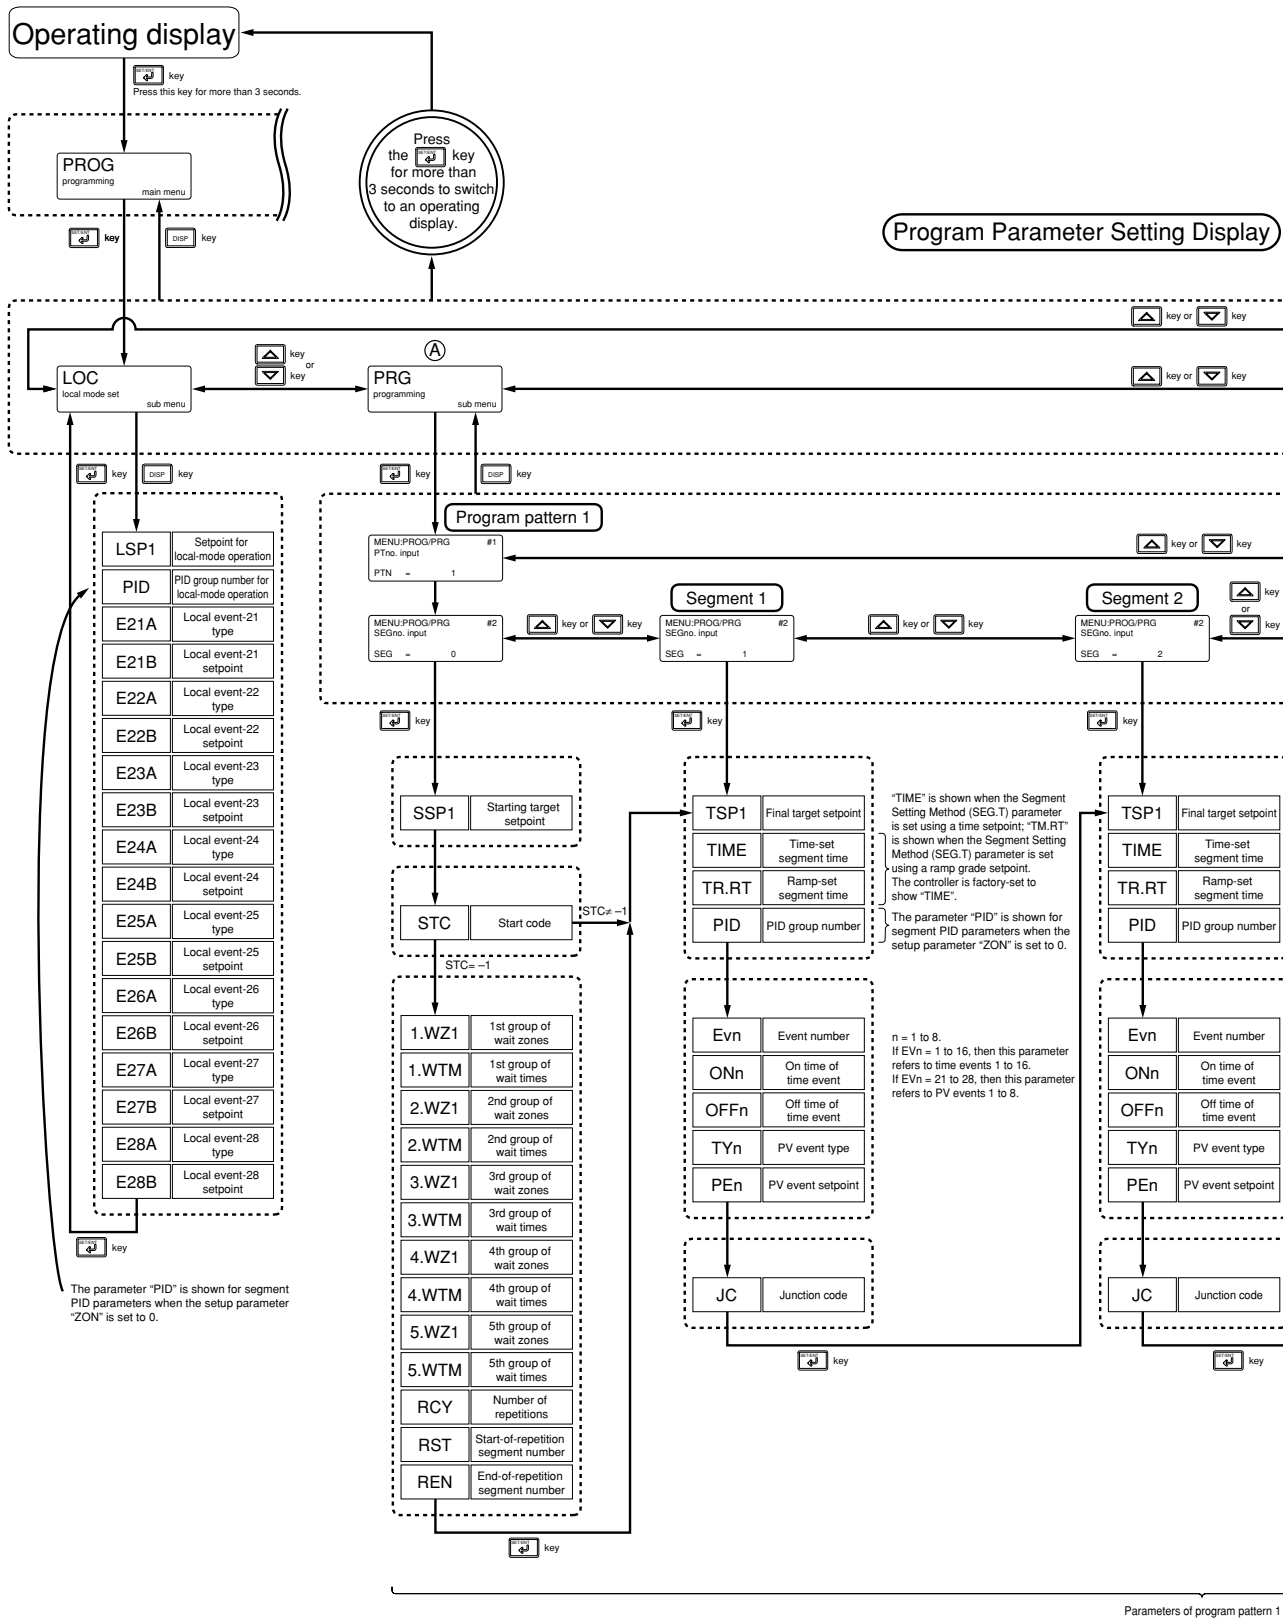 Operating display
SET/ENT
key
Press this key for more than 3 seconds.
PROG
programming
main menu
SET/ENT
key
DISP
key
Press
the SET/ENT key
for more than
3 seconds to switch
to an operating
display.
Program Parameter Setting Display
key or key
LOC
local mode set
sub menu
key
or
key
A
PRG
programming
sub menu
key or key
SET/ENT
key
DISP
key
SET/ENT
key
DISP
key
LSP1
Setpoint for
local-mode operation
PID
PID group number for
local-mode operation
E21A
Local event-21
type
E21B
Local event-21
setpoint
E22A
Local event-22
type
E22B
Local event-22
setpoint
E23A
Local event-23
type
E23B
Local event-23
setpoint
E24A
Local event-24
type
E24B
Local event-24
setpoint
E25A
Local event-25
type
E25B
Local event-25
setpoint
E26A
Local event-26
type
E26B
Local event-26
setpoint
E27A
Local event-27
type
E27B
Local event-27
setpoint
E28A
Local event-28
type
E28B
Local event-28
setpoint
SET/ENT
key
The parameter “PID” is shown for segment
PID parameters when the setup parameter
“ZON” is set to 0.
Program pattern 1
MENU:PROG/PRG #1
PTno. input
PTN = 1
key or key
MENU:PROG/PRG #2
SEGno. input
SEG = 0
key or key
Segment 1
MENU:PROG/PRG #2
SEGno. input
SEG = 1
key or key
Segment 2
MENU:PROG/PRG #2
SEGno. input
SEG = 2
key
or
key
SET/ENT
key
SET/ENT
key
SET/ENT
key
SSP1
Starting target
setpoint
STC
Start code
STC≠ –1
STC= –1
1.WZ1
1st group of
wait zones
1.WTM
1st group of
wait times
2.WZ1
2nd group of
wait zones
2.WTM
2nd group of
wait times
3.WZ1
3rd group of
wait zones
3.WTM
3rd group of
wait times
4.WZ1
4th group of
wait zones
4.WTM
4th group of
wait times
5.WZ1
5th group of
wait zones
5.WTM
5th group of
wait times
RCY
Number of
repetitions
RST
Start-of-repetition
segment number
REN
End-of-repetition
segment number
SET/ENT
key
TSP1
Final target setpoint
TIME
Time-set
segment time
TR.RT
Ramp-set
segment time
PID
PID group number
“TIME” is shown when the Segment
Setting Method (SEG.T) parameter
is set using a time setpoint; “TM.RT”
is shown when the Segment Setting
Method (SEG.T) parameter is set
using a ramp grade setpoint.
The controller is factory-set to
show “TIME”.
The parameter “PID” is shown for
segment PID parameters when the
setup parameter “ZON” is set to 0.
Evn
Event number
ONn
On time of
time event
OFFn
Off time of
time event
TYn
PV event type
PEn
PV event setpoint
n = 1 to 8.
If EVn = 1 to 16, then this parameter
refers to time events 1 to 16.
If EVn = 21 to 28, then this parameter
refers to PV events 1 to 8.
JC
Junction code
SET/ENT
key
TSP1
Final target setpoint
TIME
Time-set
segment time
TR.RT
Ramp-set
segment time
PID
PID group number
Evn
Event number
ONn
On time of
time event
OFFn
Off time of
time event
TYn
PV event type
PEn
PV event setpoint
JC
Junction code
SET/ENT
key
Parameters of program pattern 1